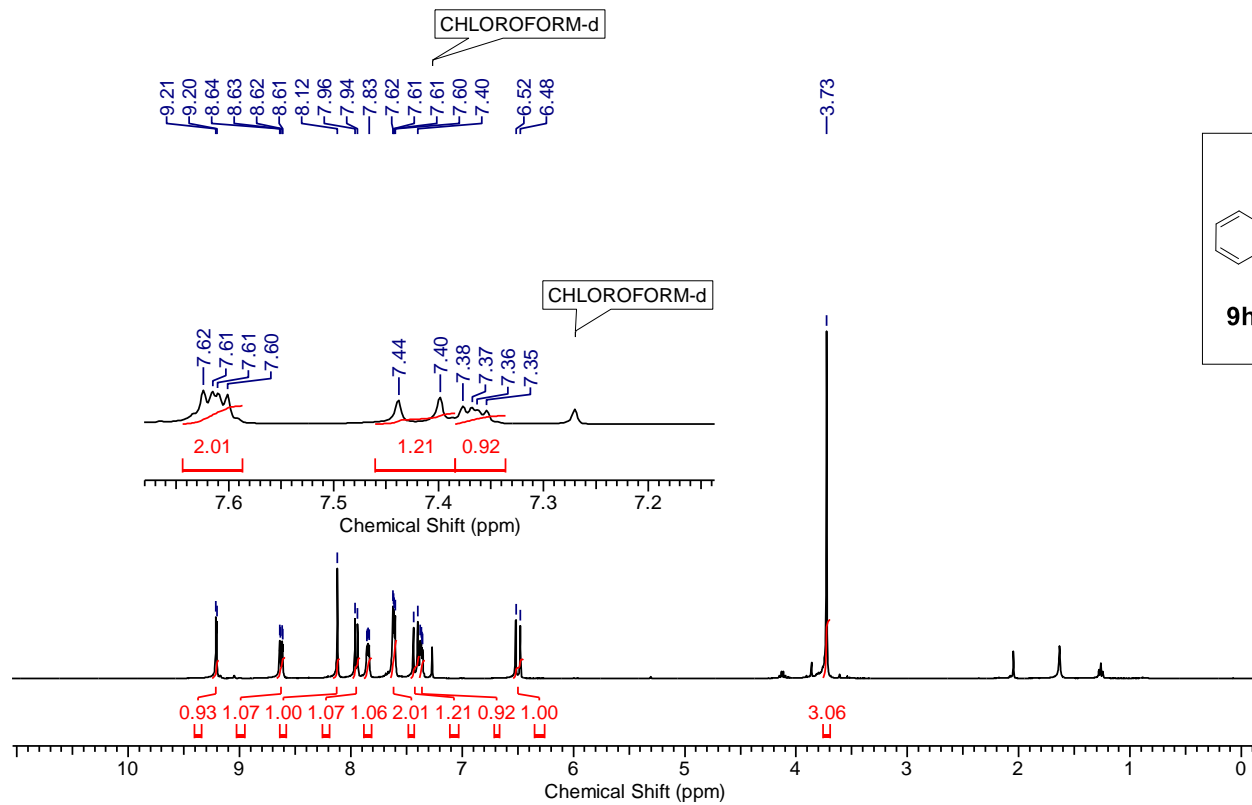 CHLOROFORM-d
9.21 9.20 8.64 8.63 8.62 8.61 8.12 7.96 7.94 7.83 7.62 7.61 7.61 7.60 7.40 6.52 6.48 3.73
CHLOROFORM-d
7.62 7.61 7.61 7.60 7.44 7.40 7.38 7.37 7.36 7.35
9h
2.01 1.21 0.92
7.6 7.5 7.4 7.3 7.2
Chemical Shift (ppm)
0.93 1.07 1.00 1.07 1.06 2.01 1.21 0.92 1.00 3.06
10 9 8 7 6 5 4 3 2 1 0
Chemical Shift (ppm)